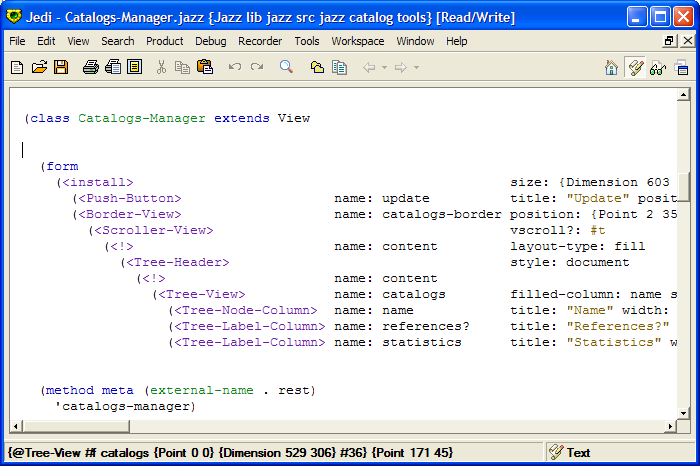 Jedi - Catalogs-Manager.jazz {Jazz lib jazz src jazz catalog tools} [Read/Write]
File Edit View Search Product Debug Recorder Tools Workspace Window Help
(class Catalogs-Manager extends View
(form
(<install> size: {Dimension 603
(<Push-Button> name: update title: "Update" posit
(<Border-View> name: catalogs-border position: {Point 2 35
(<Scroller-View> vscroll?: #t
(<!> name: content layout-type: fill
(<Tree-Header> style: document
(<!> name: content
(<Tree-View> name: catalogs filled-column: name s
(<Tree-Node-Column> name: name title: "Name" width:
(<Tree-Label-Column> name: references? title: "References?"
(<Tree-Label-Column> name: statistics title: "Statistics" w
(method meta (external-name . rest)
'catalogs-manager)
{@Tree-View #f catalogs {Point 0 0} {Dimension 529 306} #36} {Point 171 45} Text